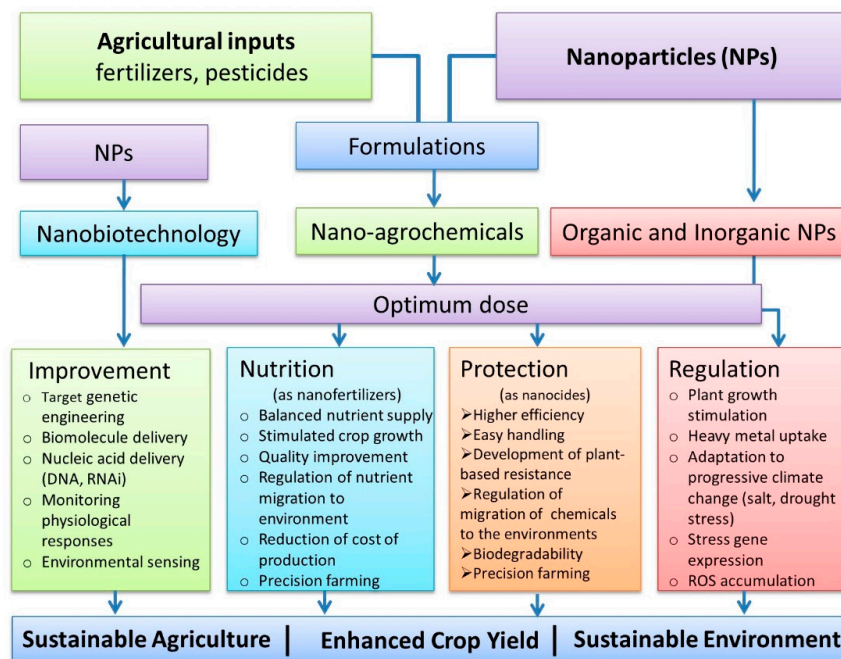 Agricultural inputs
fertilizers, pesticides
Nanoparticles (NPs)
NPs
Formulations
Nanobiotechnology
Nano-agrochemicals
Organic and Inorganic NPs
Optimum dose
Improvement
○ Target genetic
engineering
○ Biomolecule delivery
○ Nucleic acid delivery
(DNA, RNAi)
○ Monitoring
physiological
responses
○ Environmental sensing
Nutrition
(as nanofertilizers)
○ Balanced nutrient supply
○ Stimulated crop growth
○ Quality improvement
○ Regulation of nutrient
migration to
environment
○ Reduction of cost of
production
○ Precision farming
Protection
(as nanocides)
➢Higher efficiency
➢Easy handling
➢Development of plant-
based resistance
➢Regulation of
migration of chemicals
to the environments
➢Biodegradability
➢Precision farming
Regulation
○ Plant growth
stimulation
○ Heavy metal uptake
○ Adaptation to
progressive climate
change (salt, drought
stress)
○ Stress gene
expression
○ ROS accumulation
Sustainable Agriculture | Enhanced Crop Yield | Sustainable Environment